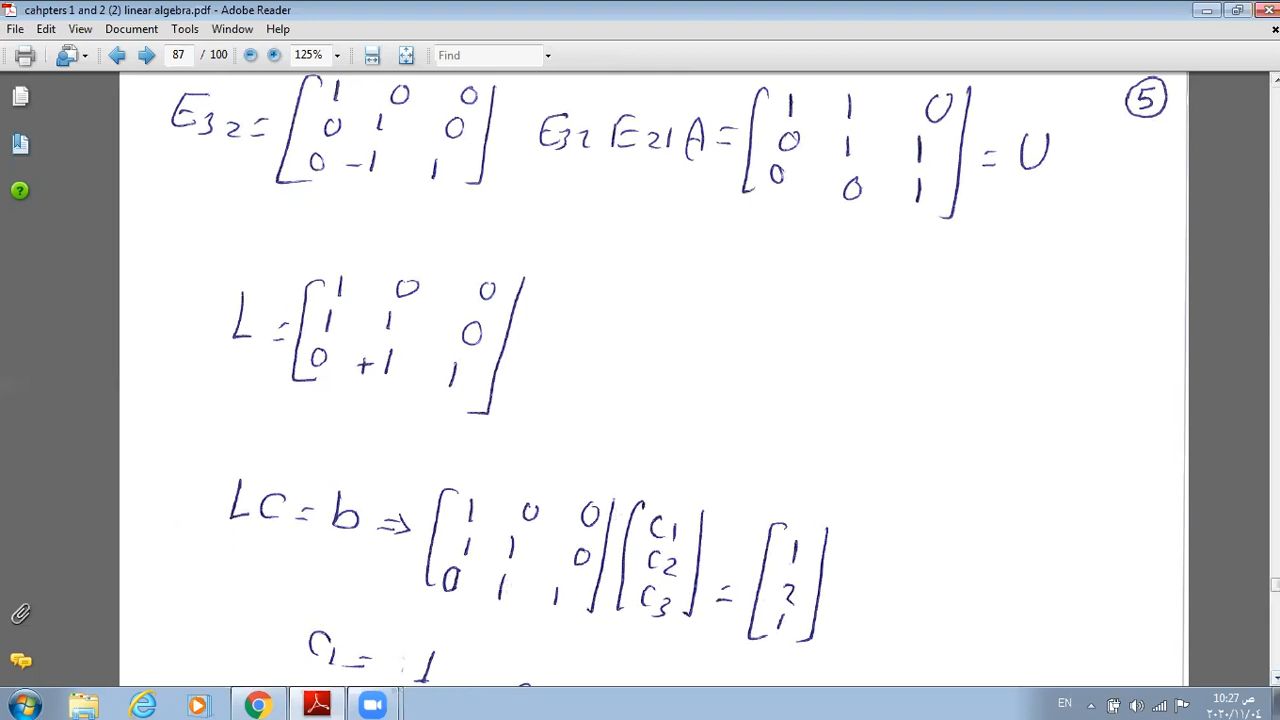 cahpters 1 and 2 (2) linear algebra.pdf - Adobe Reader
File Edit View Document Tools Window Help
87 / 100 125% Find
5
E32 = [1 0 0; 0 1 0; 0 -1 1] E32 E21 A = [1 1 0; 0 1 1; 0 0 1] = U
L = [1 0 0; 1 1 0; 0 +1 1]
LC = b ⇒ [1 0 0; 1 1 0; 0 1 1] [C1; C2; C3] = [1; 2; 1]
C1 = 1
EN 10:27 ص
٢٠٢٠/١١/٠٤